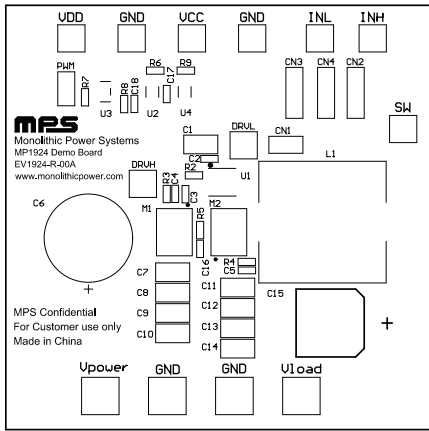 VDD GND VCC GND INL INH
PWM
R7
R8
C18
U3
R6
U2
C17
R9
U4
CN3
CN4
CN2
SW
MPS
Monolithic Power Systems
MP1924 Demo Board
EV1924-R-00A
www.monolithicpower.com
C1
DRVL
CN1
C2
R2
U1
L1
DRVH
R3
C4
C3
C6
M1
R5
M2
C16
R4
C5
C7
C8
C9
C10
C11
C12
C13
C14
C15
+
+
MPS Confidential
For Customer use only
Made in China
Vpower GND GND Vload